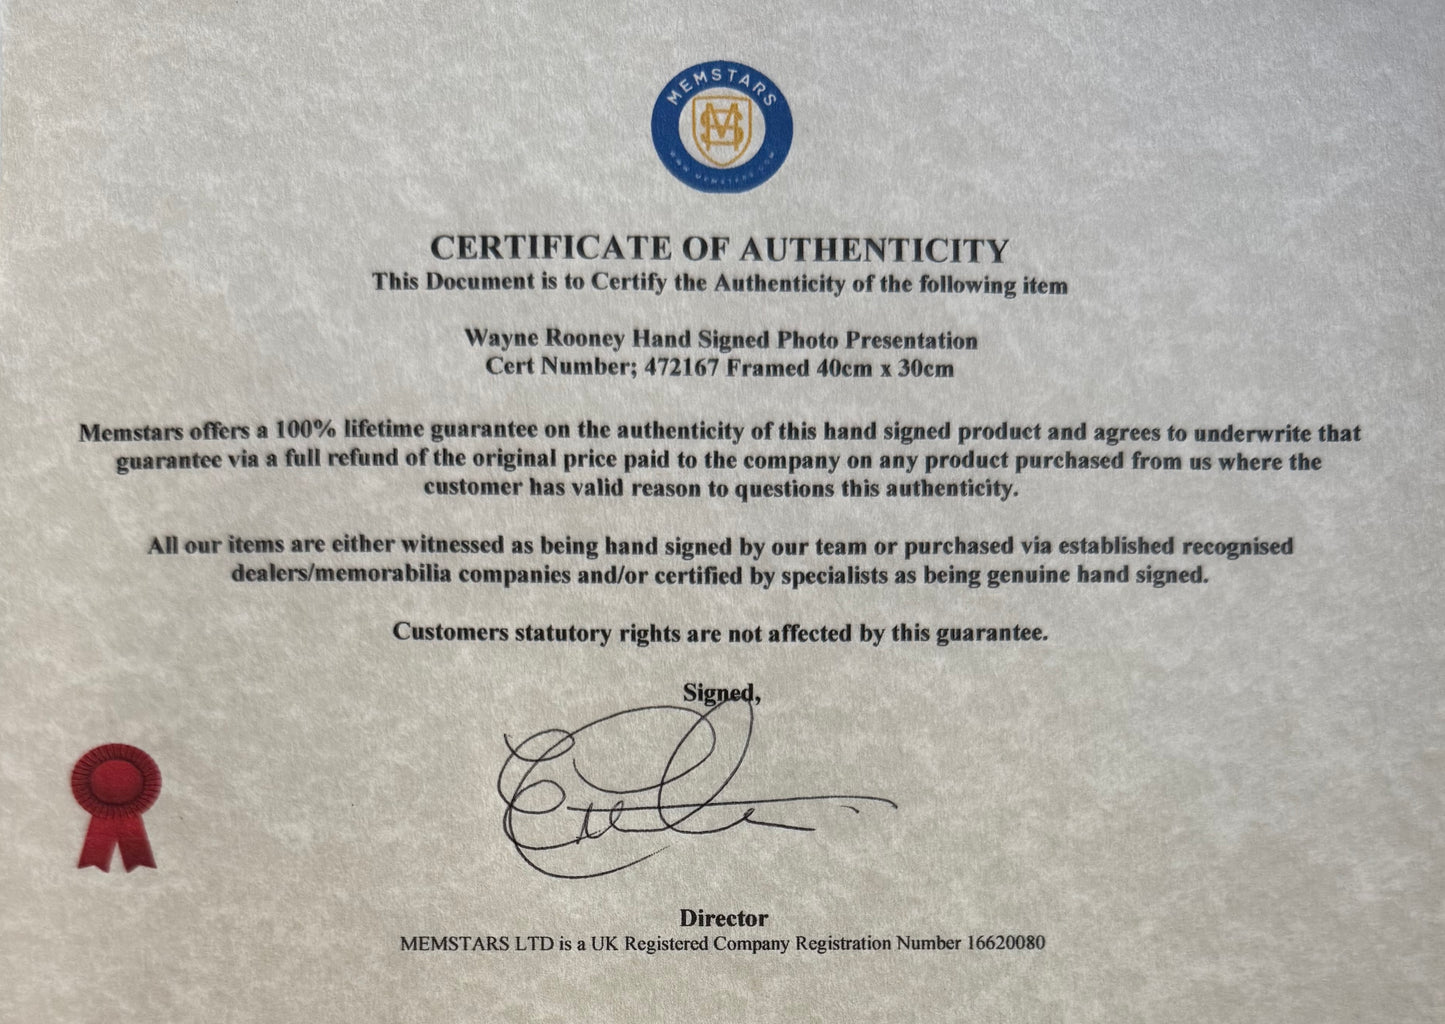 MEMSTARS
WWW.MEMSTARS.COM
CERTIFICATE OF AUTHENTICITY
This Document is to Certify the Authenticity of the following item
Wayne Rooney Hand Signed Photo Presentation
Cert Number; 472167 Framed 40cm x 30cm
Memstars offers a 100% lifetime guarantee on the authenticity of this hand signed product and agrees to underwrite that
guarantee via a full refund of the original price paid to the company on any product purchased from us where the
customer has valid reason to questions this authenticity.
All our items are either witnessed as being hand signed by our team or purchased via established recognised
dealers/memorabilia companies and/or certified by specialists as being genuine hand signed.
Customers statutory rights are not affected by this guarantee.
Signed,
Director
MEMSTARS LTD is a UK Registered Company Registration Number 16620080